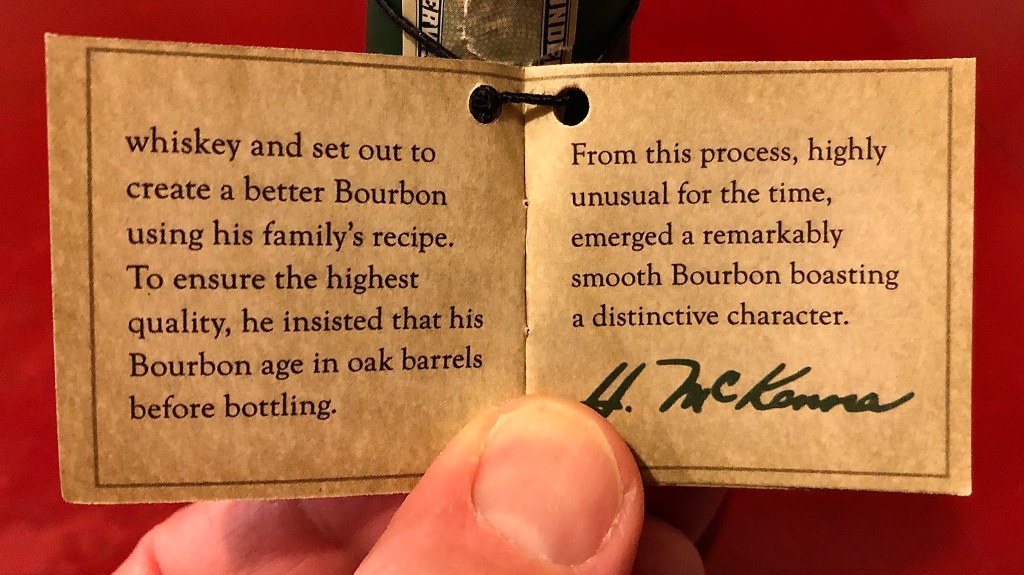 whiskey and set out to
create a better Bourbon
using his family's recipe.
To ensure the highest
quality, he insisted that his
Bourbon age in oak barrels
before bottling.
From this process, highly
unusual for the time,
emerged a remarkably
smooth Bourbon boasting
a distinctive character.
H. McKenna